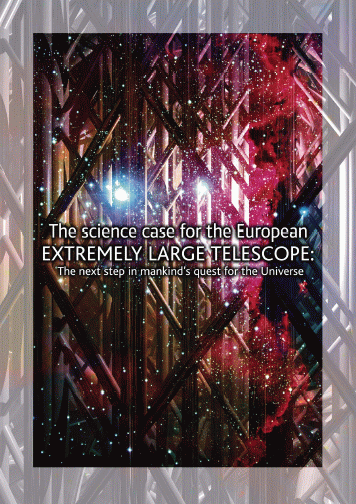 The science case for the European
EXTREMELY LARGE TELESCOPE:
The next step in mankind's quest for the Universe